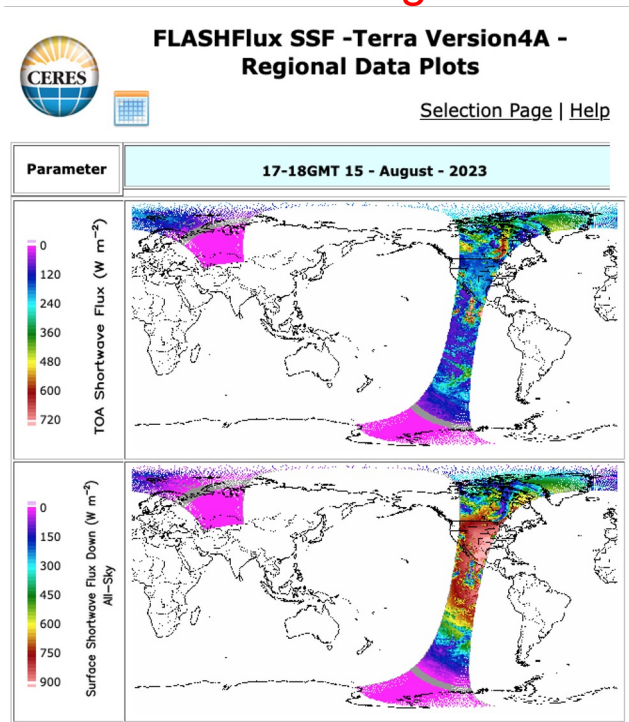 FLASHFlux SSF -Terra Version4A -
Regional Data Plots
CERES
Selection Page | Help
Parameter
17-18GMT 15 - August - 2023
TOA Shortwave Flux (W m⁻²)
0
120
240
360
480
600
720
Surface Shortwave Flux Down (W m⁻²)
All-Sky
0
150
300
450
600
750
900